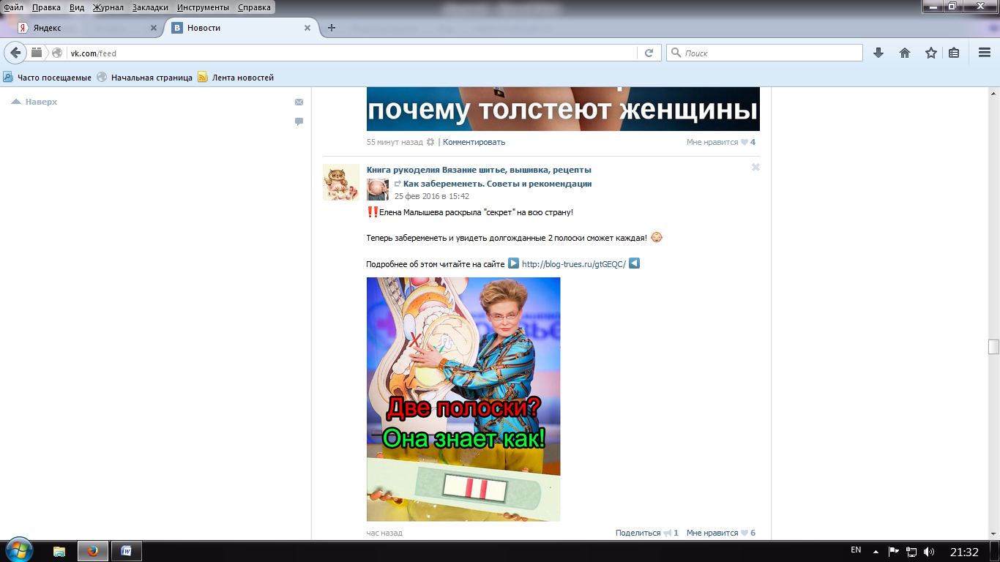 Файл Правка Вид Журнал Закладки Инструменты Справка
Яндекс
В Новости
vk.com/feed
Поиск
Часто посещаемые Начальная страница Лента новостей
Наверх
почему толстеют женщины
55 минут назад | Комментировать Мне нравится 4
Книга рукоделия Вязание шитье, вышивка, рецепты
Как забеременеть. Советы и рекомендации
25 фев 2016 в 15:42
‼Елена Малышева раскрыла "секрет" на всю страну!
Теперь забеременеть и увидеть долгожданные 2 полоски сможет каждая!
Подробнее об этом читайте на сайте http://blog-trues.ru/gtGEQC/
Две полоски?
Она знает как!
час назад Поделиться 1 Мне нравится 6
EN 21:32